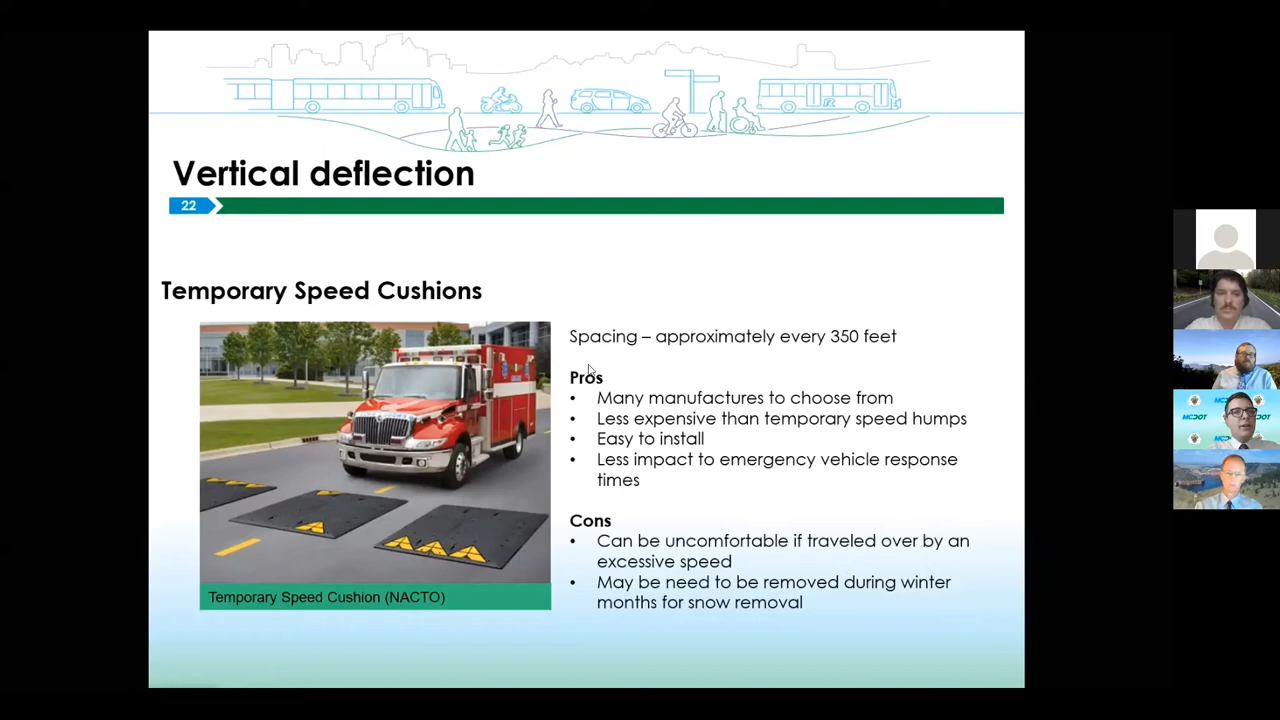 Vertical deflection
22
Temporary Speed Cushions
Spacing – approximately every 350 feet
Pros
• Many manufactures to choose from
• Less expensive than temporary speed humps
• Easy to install
• Less impact to emergency vehicle response
times
Cons
• Can be uncomfortable if traveled over by an
excessive speed
• May be need to be removed during winter
months for snow removal
Temporary Speed Cushion (NACTO)
MCDOT